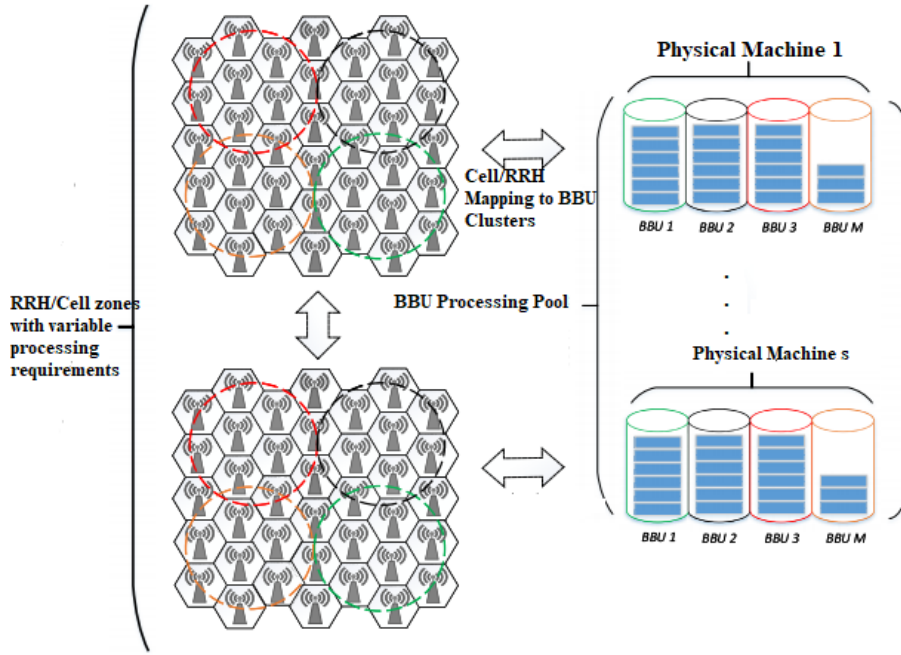 Physical Machine 1
Cell/RRH
Mapping to BBU
Clusters
BBU 1 BBU 2 BBU 3 BBU M
RRH/Cell zones
with variable
processing
requirements
BBU Processing Pool
.
.
.
Physical Machine s
BBU 1 BBU 2 BBU 3 BBU M